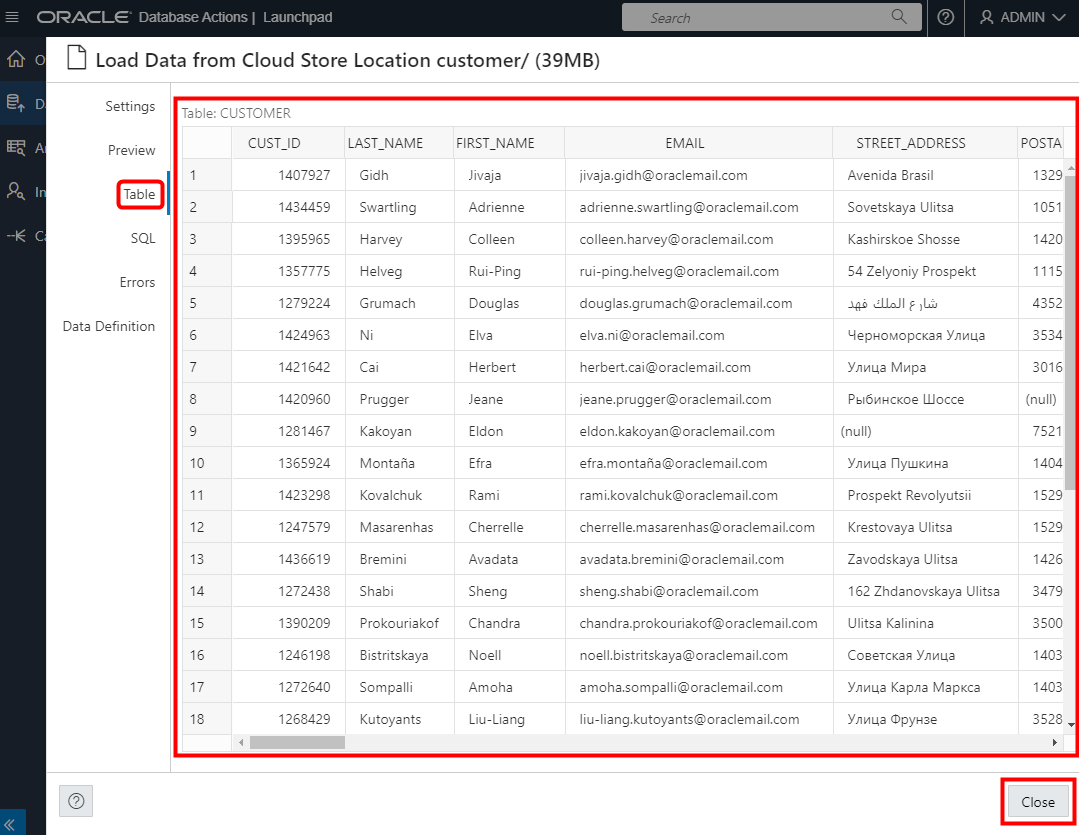 ORACLE Database Actions | Launchpad Search ADMIN
Load Data from Cloud Store Location customer/ (39MB)
Settings
Preview
Table
SQL
Errors
Data Definition
Table: CUSTOMER
CUST_ID LAST_NAME FIRST_NAME EMAIL STREET_ADDRESS POSTA
1 1407927 Gidh Jivaja jivaja.gidh@oraclemail.com Avenida Brasil 1329
2 1434459 Swartling Adrienne adrienne.swartling@oraclemail.com Sovetskaya Ulitsa 1051
3 1395965 Harvey Colleen colleen.harvey@oraclemail.com Kashirskoe Shosse 1420
4 1357775 Helveg Rui-Ping rui-ping.helveg@oraclemail.com 54 Zelyoniy Prospekt 1115
5 1279224 Grumach Douglas douglas.grumach@oraclemail.com شارع الملك فهد 4352
6 1424963 Ni Elva elva.ni@oraclemail.com Черноморская Улица 3534
7 1421642 Cai Herbert herbert.cai@oraclemail.com Улица Мира 3016
8 1420960 Prugger Jeane jeane.prugger@oraclemail.com Рыбинское Шоссе (null)
9 1281467 Kakoyan Eldon eldon.kakoyan@oraclemail.com (null) 7521
10 1365924 Montaña Efra efra.montaña@oraclemail.com Улица Пушкина 1404
11 1423298 Kovalchuk Rami rami.kovalchuk@oraclemail.com Prospekt Revolyutsii 1529
12 1247579 Masarenhas Cherrelle cherrelle.masarenhas@oraclemail.com Krestovaya Ulitsa 1529
13 1436619 Bremini Avadata avadata.bremini@oraclemail.com Zavodskaya Ulitsa 1426
14 1272438 Shabi Sheng sheng.shabi@oraclemail.com 162 Zhdanovskaya Ulitsa 3479
15 1390209 Prokouriakof Chandra chandra.prokouriakof@oraclemail.com Ulitsa Kalinina 3500
16 1246198 Bistritskaya Noell noell.bistritskaya@oraclemail.com Советская Улица 1403
17 1272640 Sompalli Amoha amoha.sompalli@oraclemail.com Улица Карла Маркса 1403
18 1268429 Kutoyants Liu-Liang liu-liang.kutoyants@oraclemail.com Улица Фрунзе 3528
Close